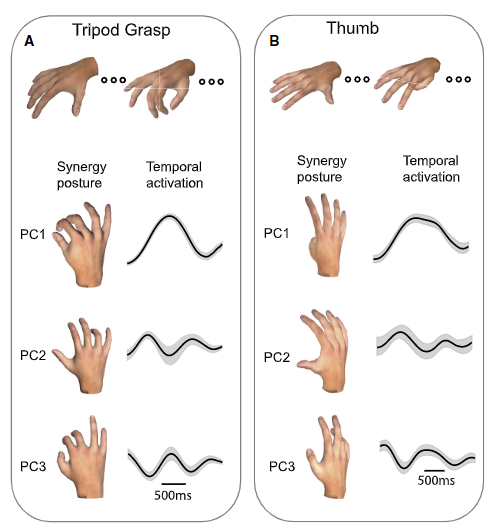 A
Tripod Grasp
Synergy
posture
Temporal
activation
PC1
PC2
PC3
500ms
B
Thumb
Synergy
posture
Temporal
activation
PC1
PC2
PC3
500ms